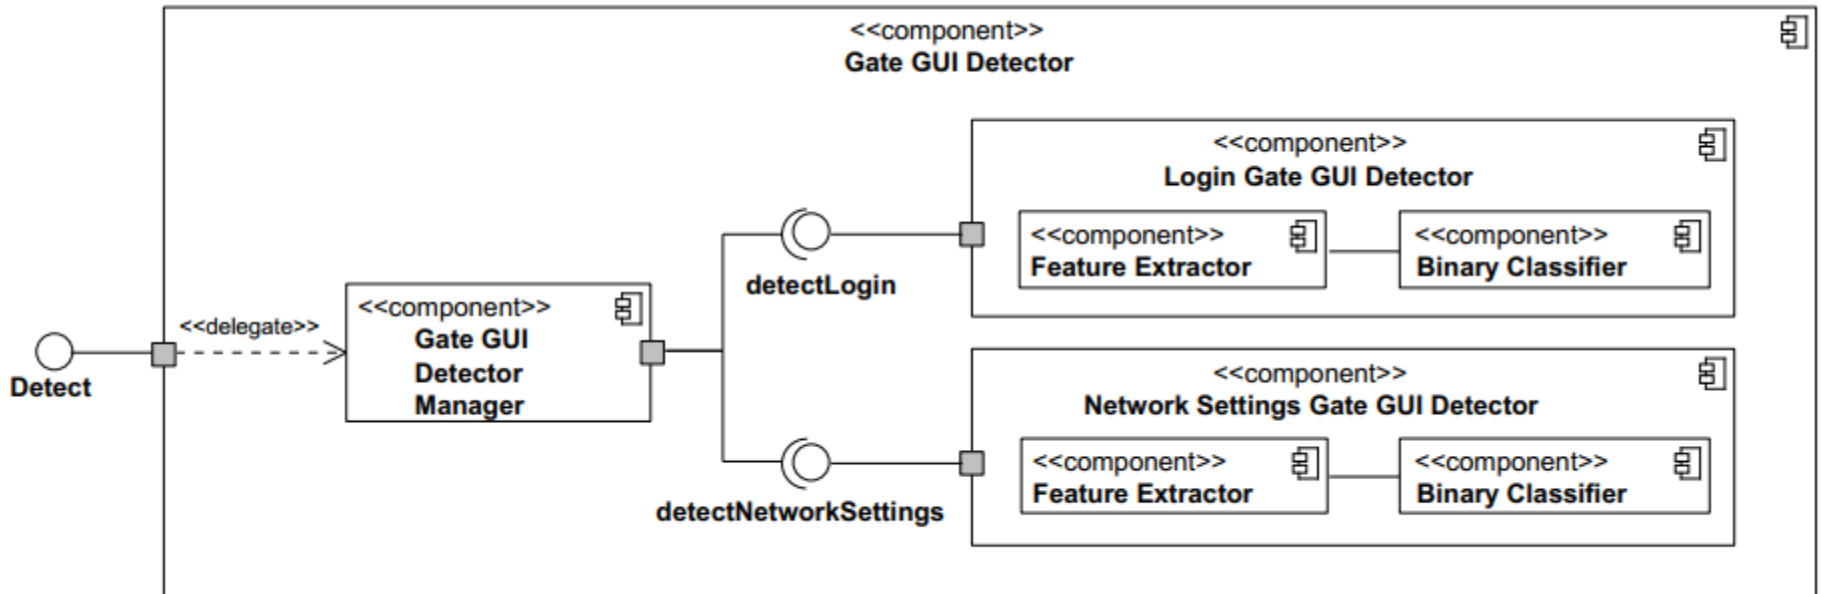 <<component>>
Gate GUI Detector
<<component>>
Login Gate GUI Detector
<<component>>
Feature Extractor
<<component>>
Binary Classifier
detectLogin
<<component>>
Gate GUI
Detector
Manager
<<delegate>>
Detect
<<component>>
Network Settings Gate GUI Detector
<<component>>
Feature Extractor
<<component>>
Binary Classifier
detectNetworkSettings